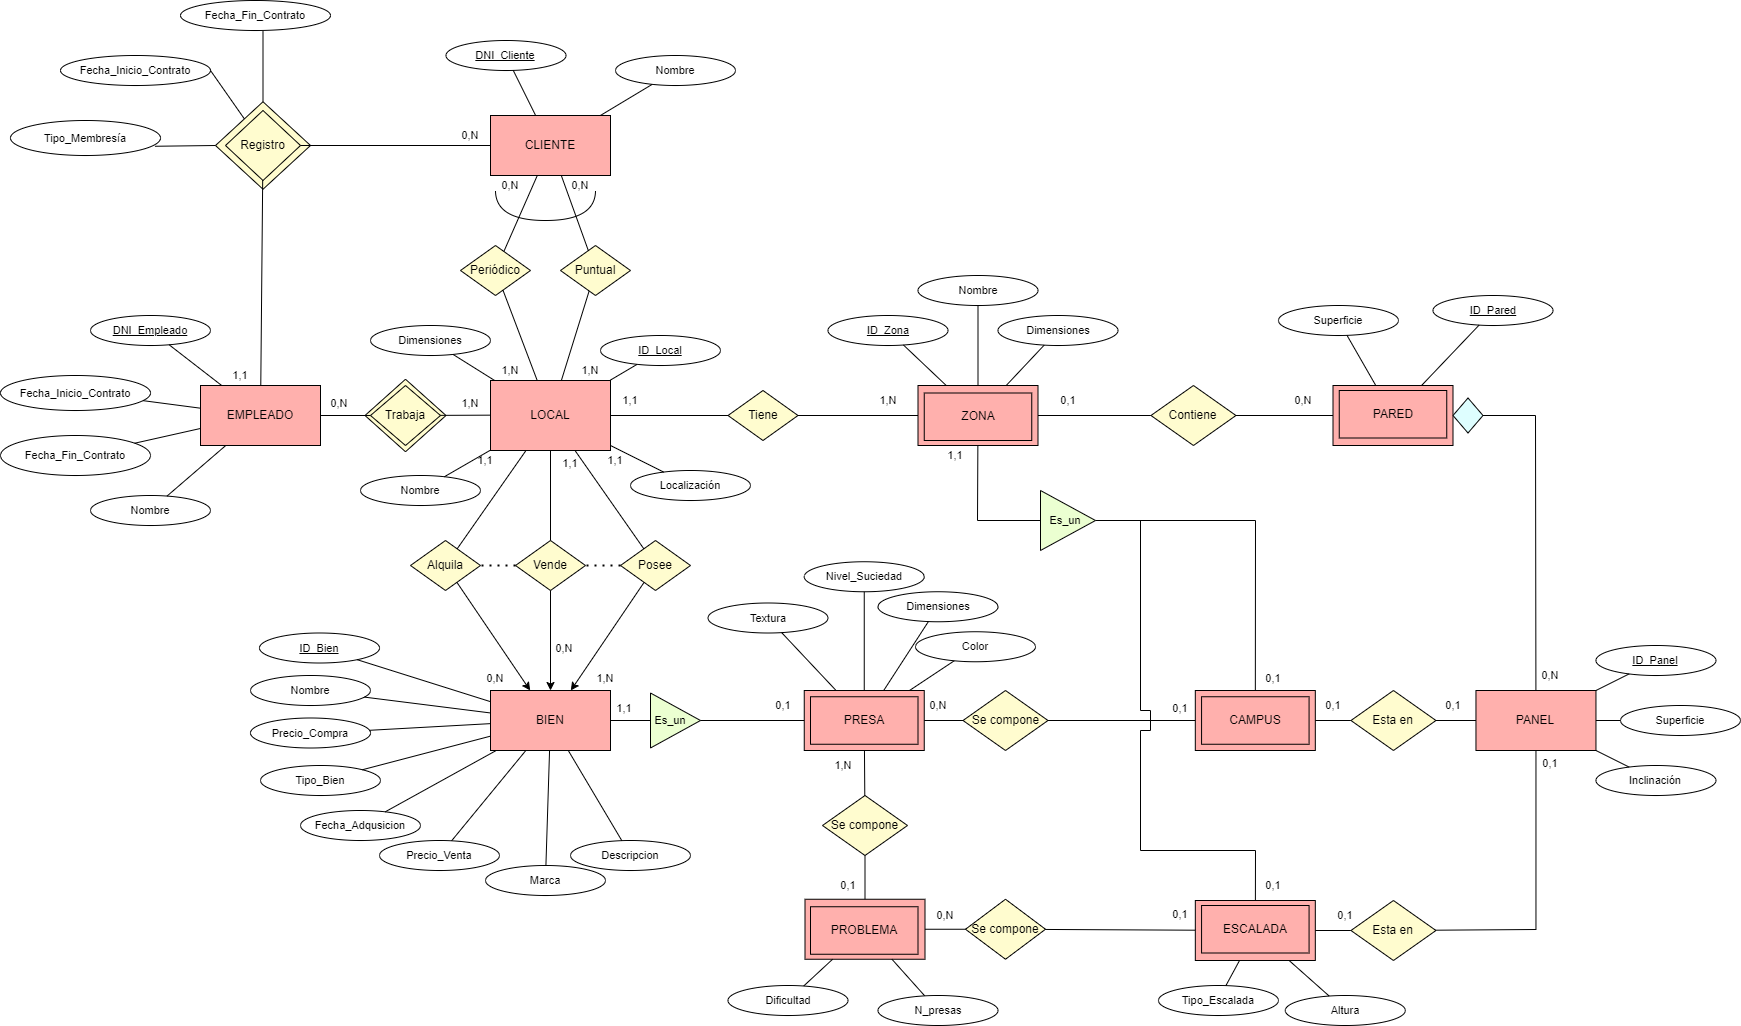 Fecha_Fin_Contrato
Fecha_Inicio_Contrato
Tipo_Membresía
Registro
DNI_Cliente
Nombre
0,N
CLIENTE
0,N
0,N
Periódico
Puntual
1,1
DNI_Empleado
Fecha_Inicio_Contrato
Fecha_Fin_Contrato
Nombre
EMPLEADO
0,N
Trabaja
1,N
Dimensiones
ID_Local
1,N
1,N
LOCAL
1,1
Nombre
Localización
1,1
1,1
1,1
Tiene
1,N
Nombre
ID_Zona
Dimensiones
ZONA
0,1
1,1
Contiene
0,N
Superficie
ID_Pared
PARED
Es_un
Alquila
Vende
Posee
0,N
0,N
1,N
ID_Bien
Nombre
Precio_Compra
Tipo_Bien
Fecha_Adqusicion
Precio_Venta
Marca
Descripcion
BIEN
1,1
Es_un
0,1
Nivel_Suciedad
Textura
Dimensiones
Color
PRESA
0,N
Se compone
0,1
0,1
CAMPUS
0,1
Esta en
0,1
0,N
PANEL
ID_Panel
Superficie
Inclinación
0,1
1,N
Se compone
0,1
PROBLEMA
Dificultad
N_presas
0,N
Se compone
0,1
0,1
ESCALADA
0,1
Esta en
Tipo_Escalada
Altura